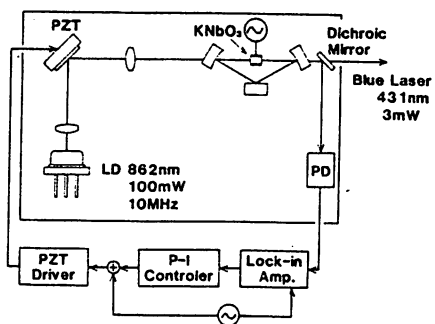 PZT
KNbO₃
Dichroic
Mirror
Blue Laser
431nm
3mW
LD 862nm
100mW
10MHz
PD
PZT
Driver
P-I
Controler
Lock-in
Amp.